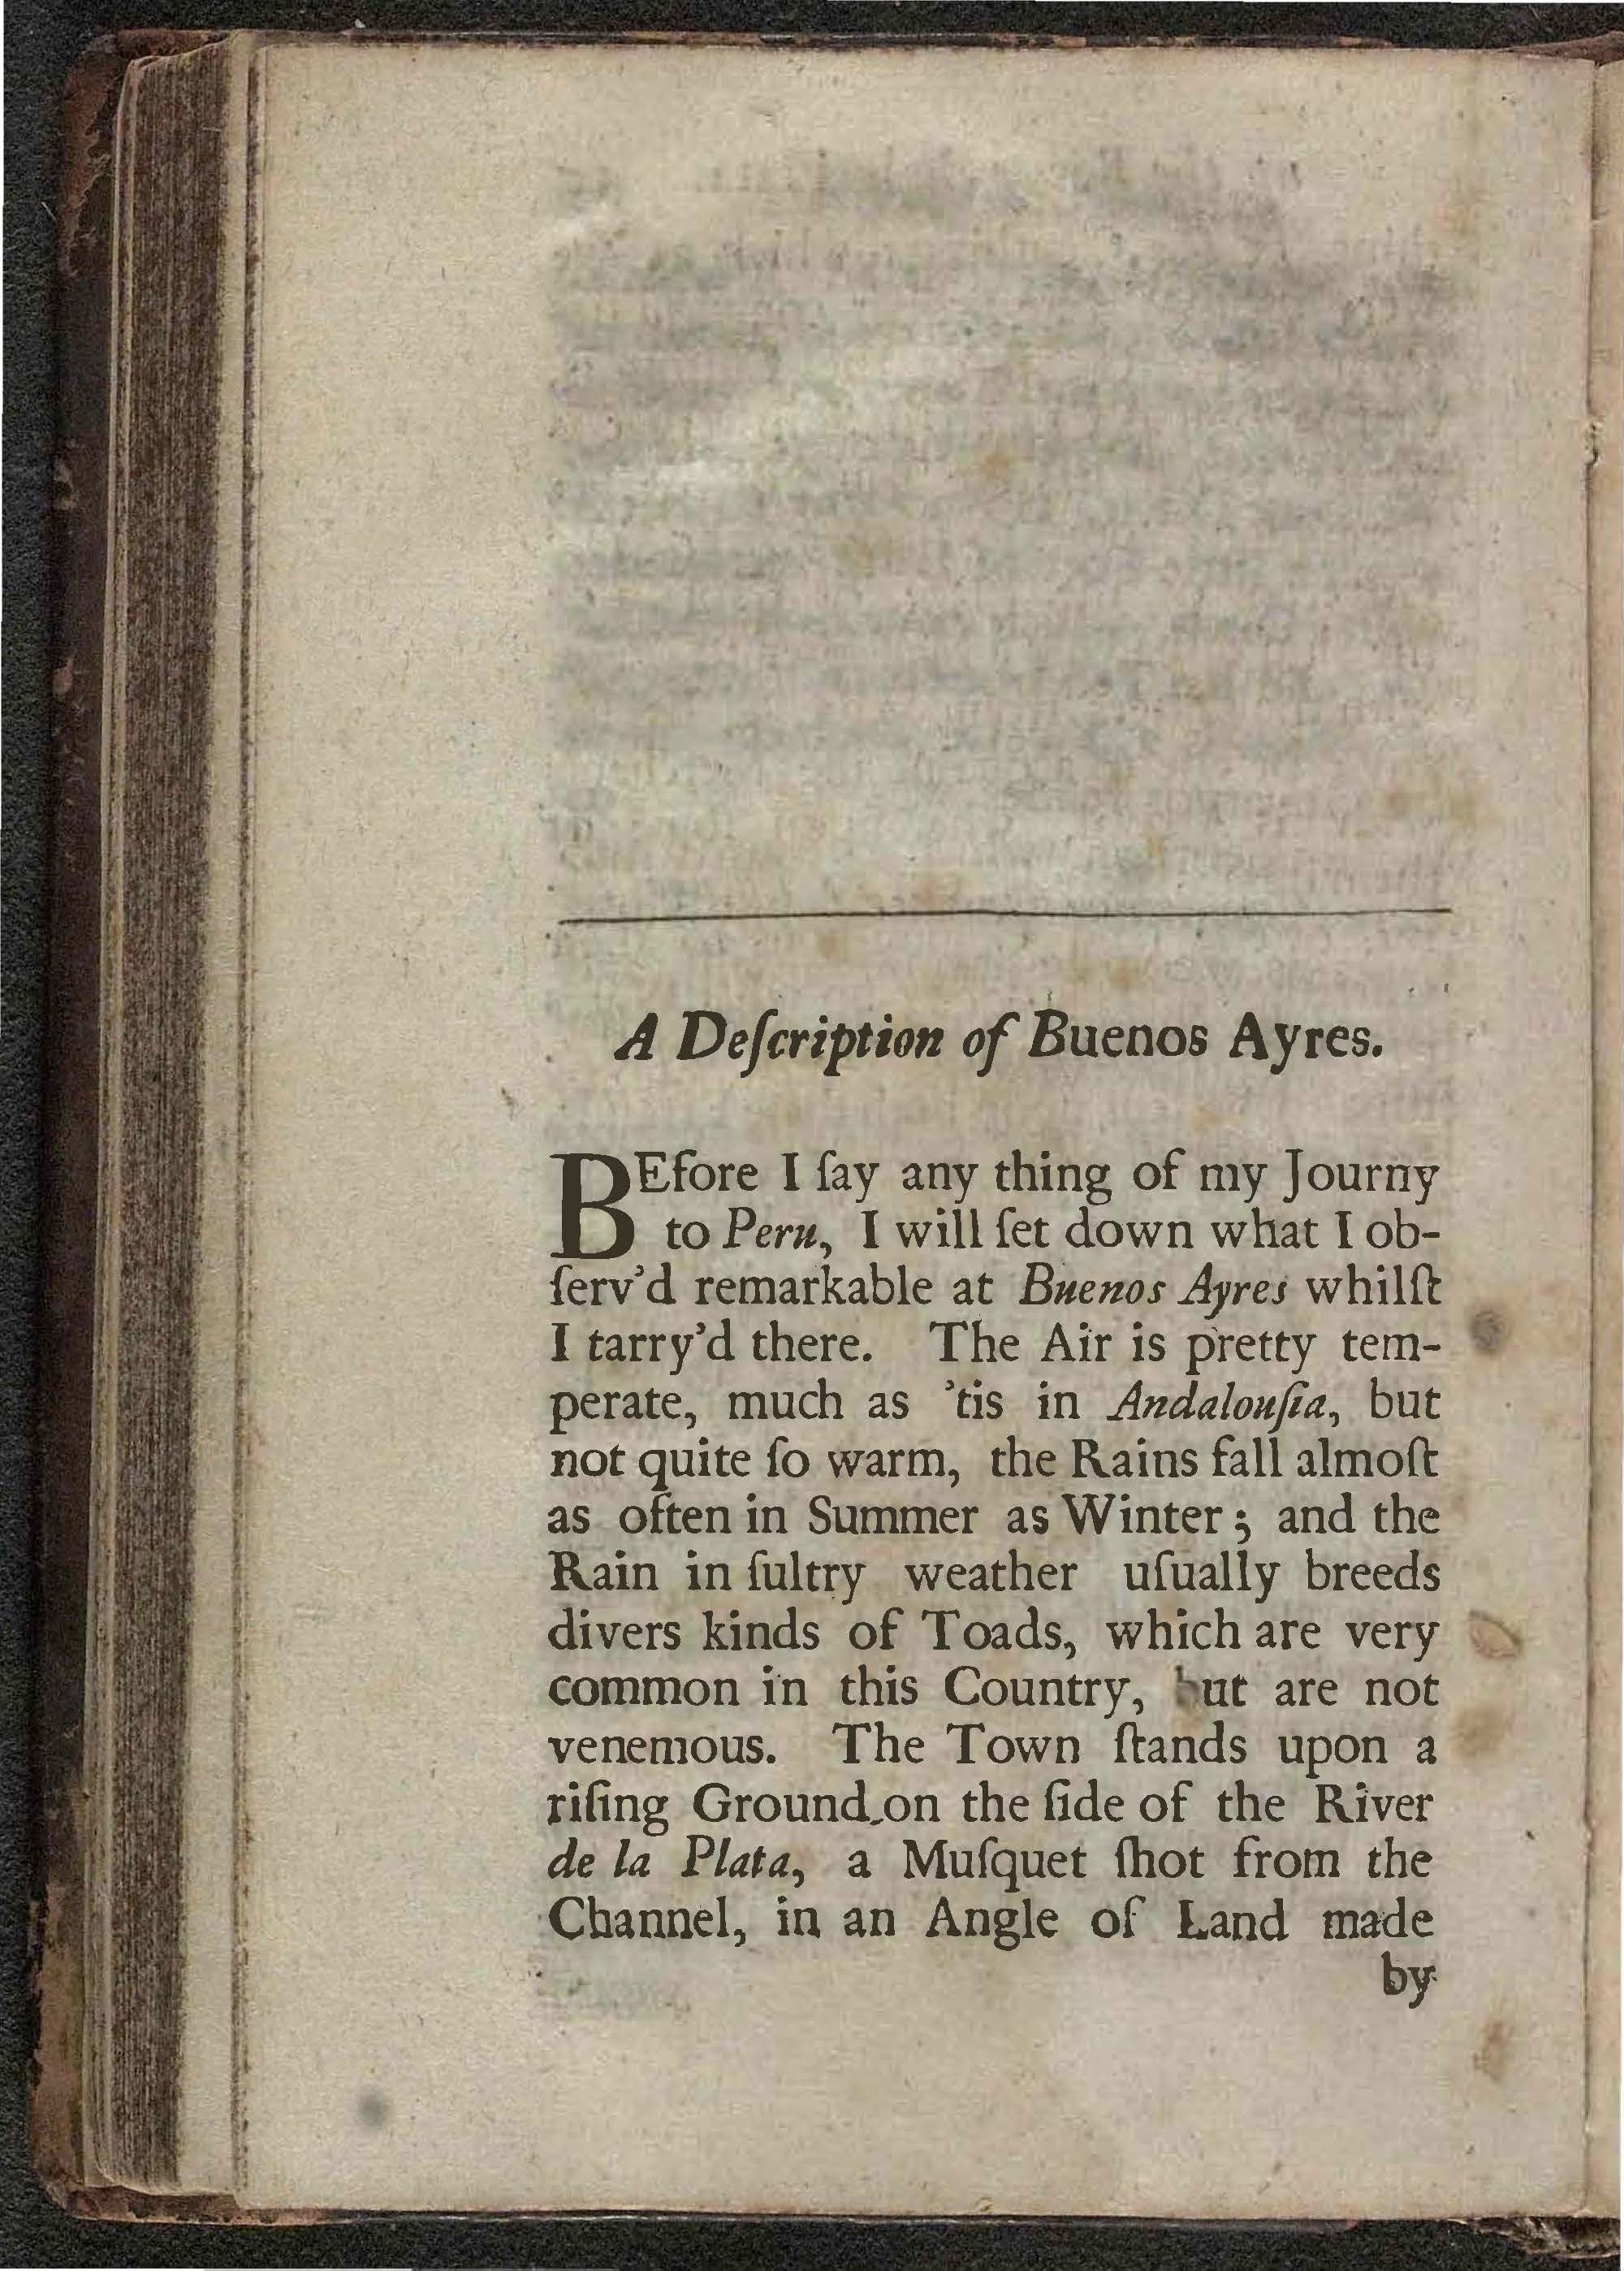 A Deſcription of Buenos Ayres.
BEfore I ſay any thing of my Journy
to Peru, I will ſet down what I ob-
ſerv'd remarkable at Buenos Ayres whilſt
I tarry'd there. The Air is pretty tem-
perate, much as 'tis in Andalouſia, but
not quite ſo warm, the Rains fall almoſt
as often in Summer as Winter; and the
Rain in ſultry weather uſually breeds
divers kinds of Toads, which are very
common in this Country, but are not
venemous. The Town ſtands upon a
riſing Ground on the ſide of the River
de la Plata, a Muſquet ſhot from the
Channel, in an Angle of Land made
by